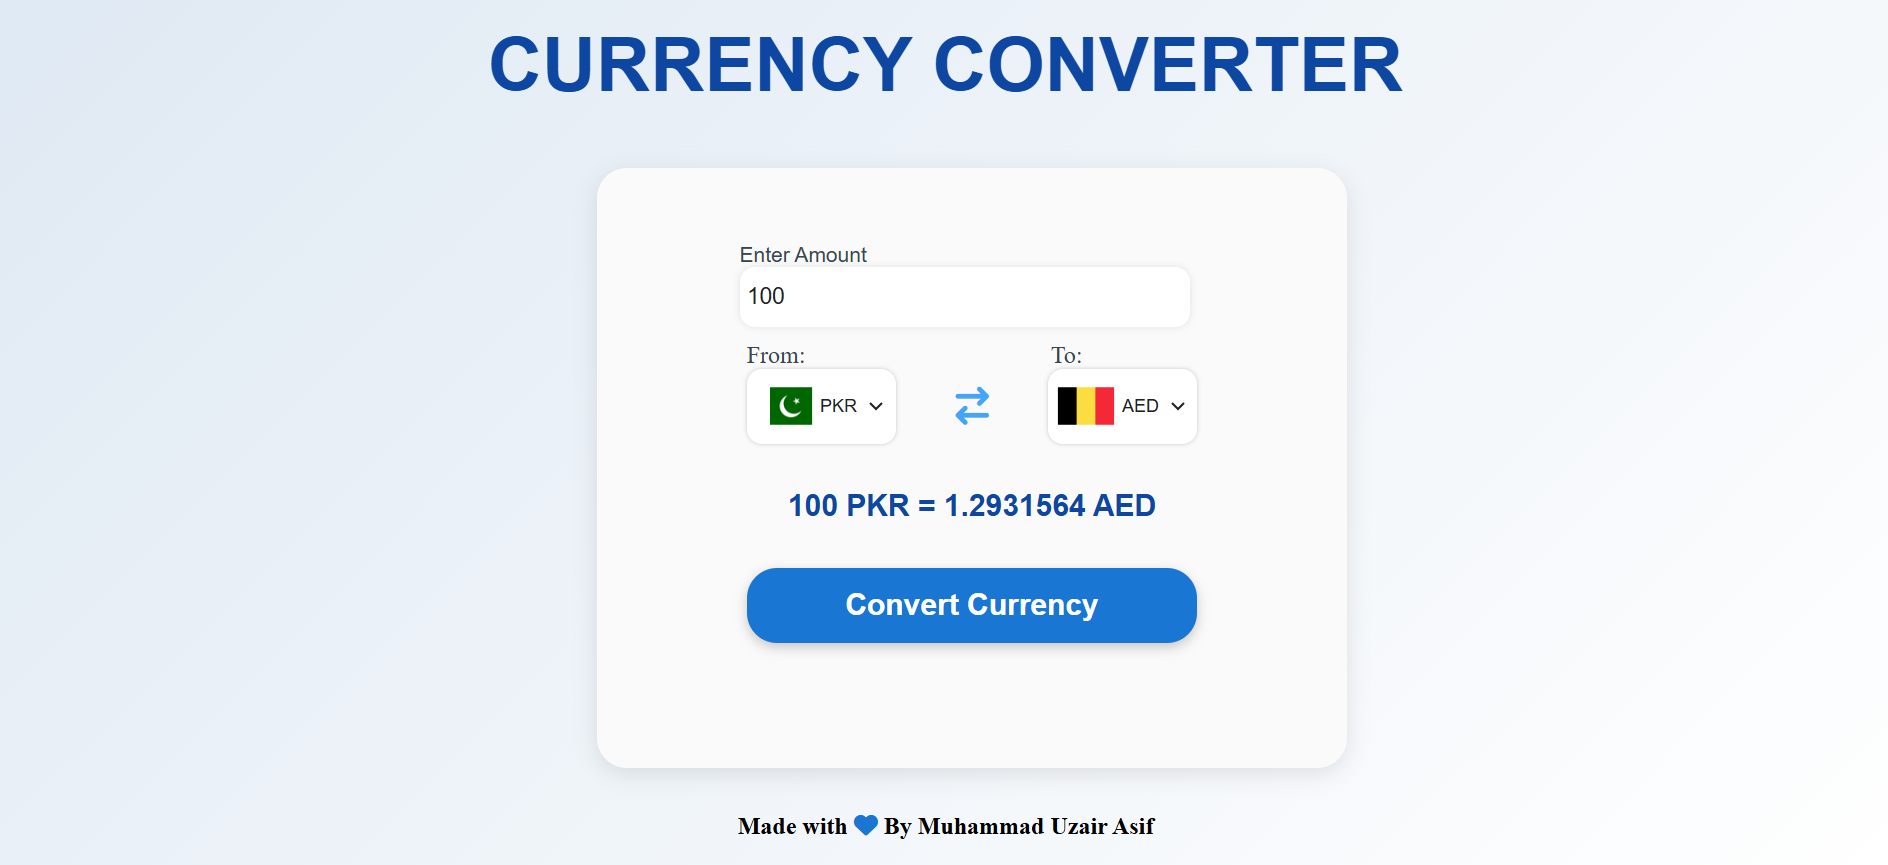 CURRENCY CONVERTER
Enter Amount
100
From:
To:
PKR
AED
100 PKR = 1.2931564 AED
Convert Currency
Made with By Muhammad Uzair Asif